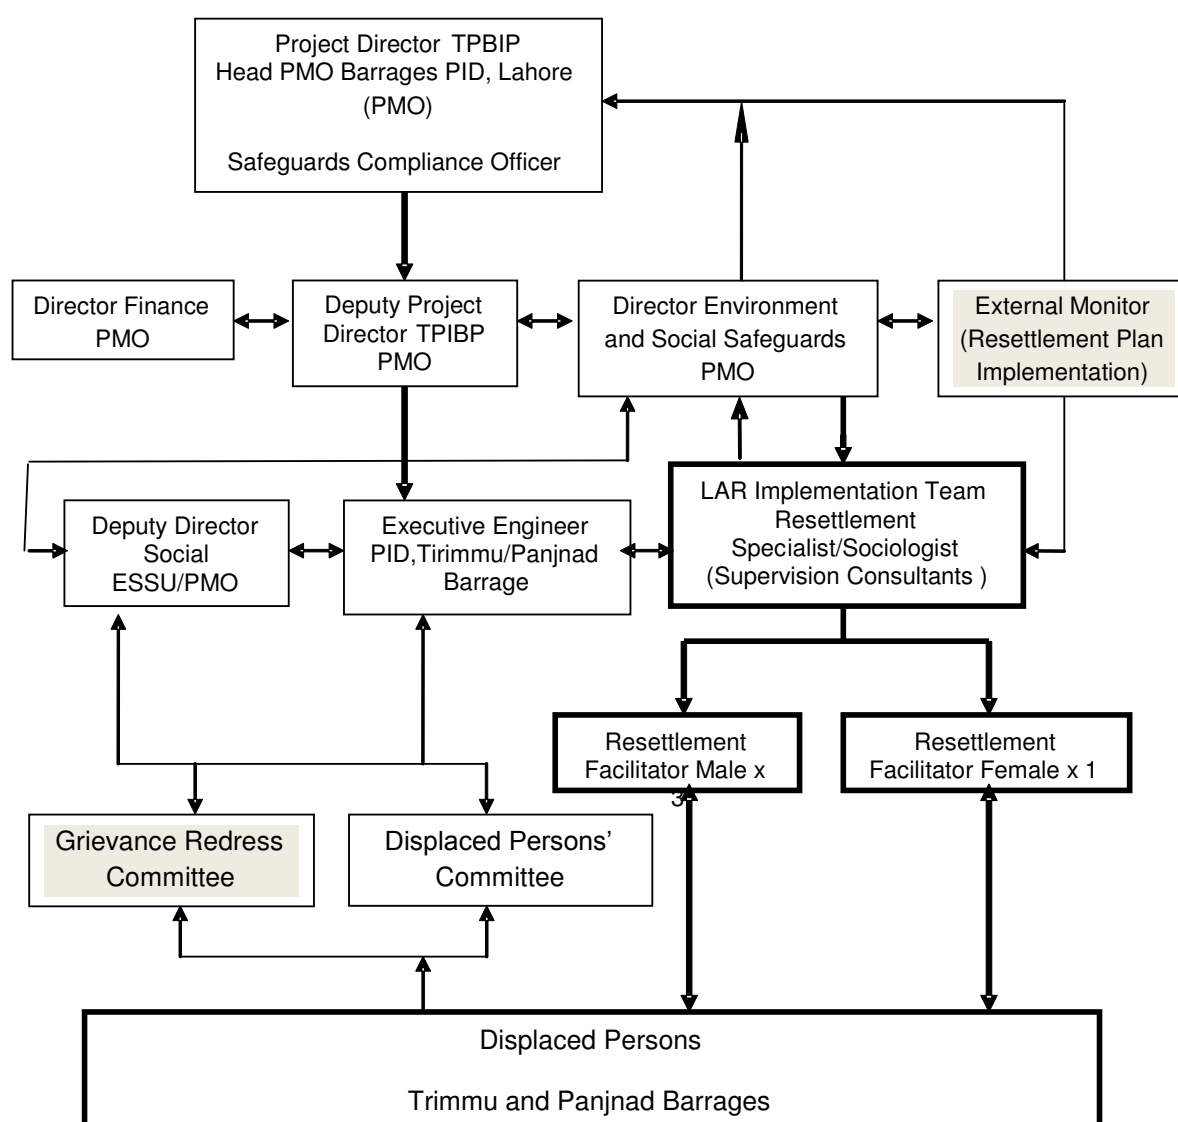 Project Director TPBIP
Head PMO Barrages PID, Lahore
(PMO)
Safeguards Compliance Officer
Director Finance
PMO
Deputy Project
Director TPIBP
PMO
Director Environment
and Social Safeguards
PMO
External Monitor
(Resettlement Plan
Implementation)
Deputy Director
Social
ESSU/PMO
Executive Engineer
PID,Tirimmu/Panjnad
Barrage
LAR Implementation Team
Resettlement
Specialist/Sociologist
(Supervision Consultants )
Resettlement
Facilitator Male x
3
Resettlement
Facilitator Female x 1
Grievance Redress
Committee
Displaced Persons’
Committee
Displaced Persons
Trimmu and Panjnad Barrages